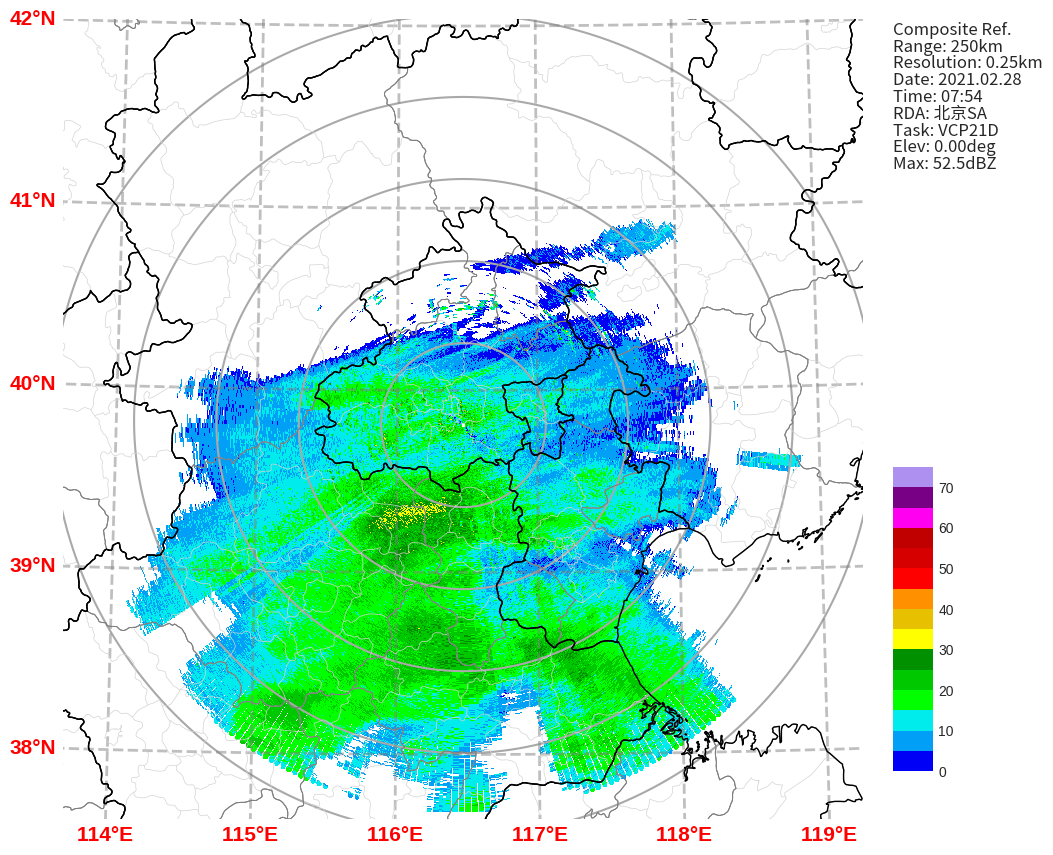 Composite Ref.
Range: 250km
Resolution: 0.25km
Date: 2021.02.28
Time: 07:54
RDA: 北京SA
Task: VCP21D
Elev: 0.00deg
Max: 52.5dBZ
42°N
41°N
40°N
39°N
38°N
70
60
50
40
30
20
10
0
114°E 115°E 116°E 117°E 118°E 119°E